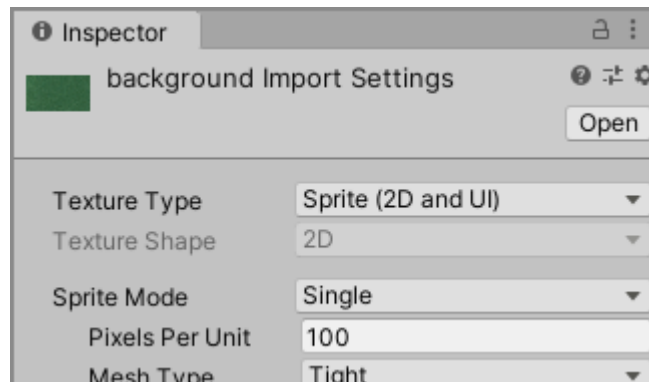 Inspector
background Import Settings
Open
Texture Type Sprite (2D and UI)
Texture Shape 2D
Sprite Mode Single
Pixels Per Unit 100
Mesh Type Tight